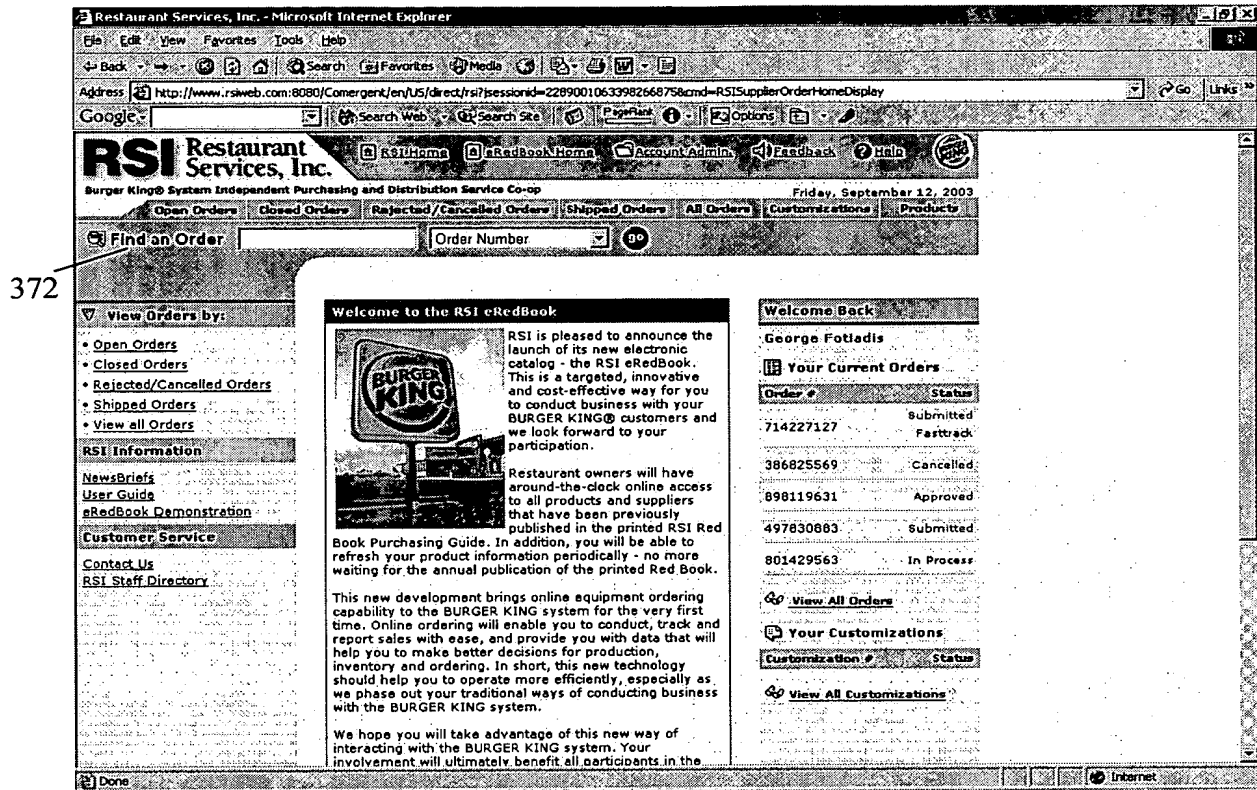 Restaurant Services, Inc. - Microsoft Internet Explorer
File Edit View Favorites Tools Help
Back Search Favorites Media
Address http://www.rsiweb.com:8080/Comergent/en/US/direct/rsi?jsessionid=228900106339826687S&cmd=RSISupplierOrderHomeDisplay Go Links »
Google Search Web Search Site PageRank Options
RSI Restaurant Services, Inc.
RSI Home eRedBook Home Account Admin. Feedback Help
Burger King® System Independent Purchasing and Distribution Service Co-op
Friday, September 12, 2003
Open Orders Closed Orders Rejected/Cancelled Orders Shipped Orders All Orders Customizations Products
Find an Order Order Number go
372
View Orders by:
• Open Orders
• Closed Orders
• Rejected/Cancelled Orders
• Shipped Orders
• View all Orders
RSI Information
NewsBriefs
User Guide
eRedBook Demonstration
Customer Service
Contact Us
RSI Staff Directory
Welcome to the RSI eRedBook
BURGER
KING
RSI is pleased to announce the
launch of its new electronic
catalog - the RSI eRedBook.
This is a targeted, innovative
and cost-effective way for you
to conduct business with your
BURGER KING® customers and
we look forward to your
participation.
Restaurant owners will have
around-the-clock online access
to all products and suppliers
that have been previously
published in the printed RSI Red
Book Purchasing Guide. In addition, you will be able to
refresh your product information periodically - no more
waiting for the annual publication of the printed Red Book.
This new development brings online equipment ordering
capability to the BURGER KING system for the very first
time. Online ordering will enable you to conduct, track and
report sales with ease, and provide you with data that will
help you to make better decisions for production,
inventory and ordering. In short, this new technology
should help you to operate more efficiently, especially as
we phase out your traditional ways of conducting business
with the BURGER KING system.
We hope you will take advantage of this new way of
interacting with the BURGER KING system. Your
involvement will ultimately benefit all participants in the
Welcome Back
George Fotiadis
Your Current Orders
Order # Status
714227127 Submitted Fasttrack
386825569 Cancelled
898119631 Approved
497830883 Submitted
801429563 In Process
View All Orders
Your Customizations
Customization # Status
View All Customizations
Done Internet